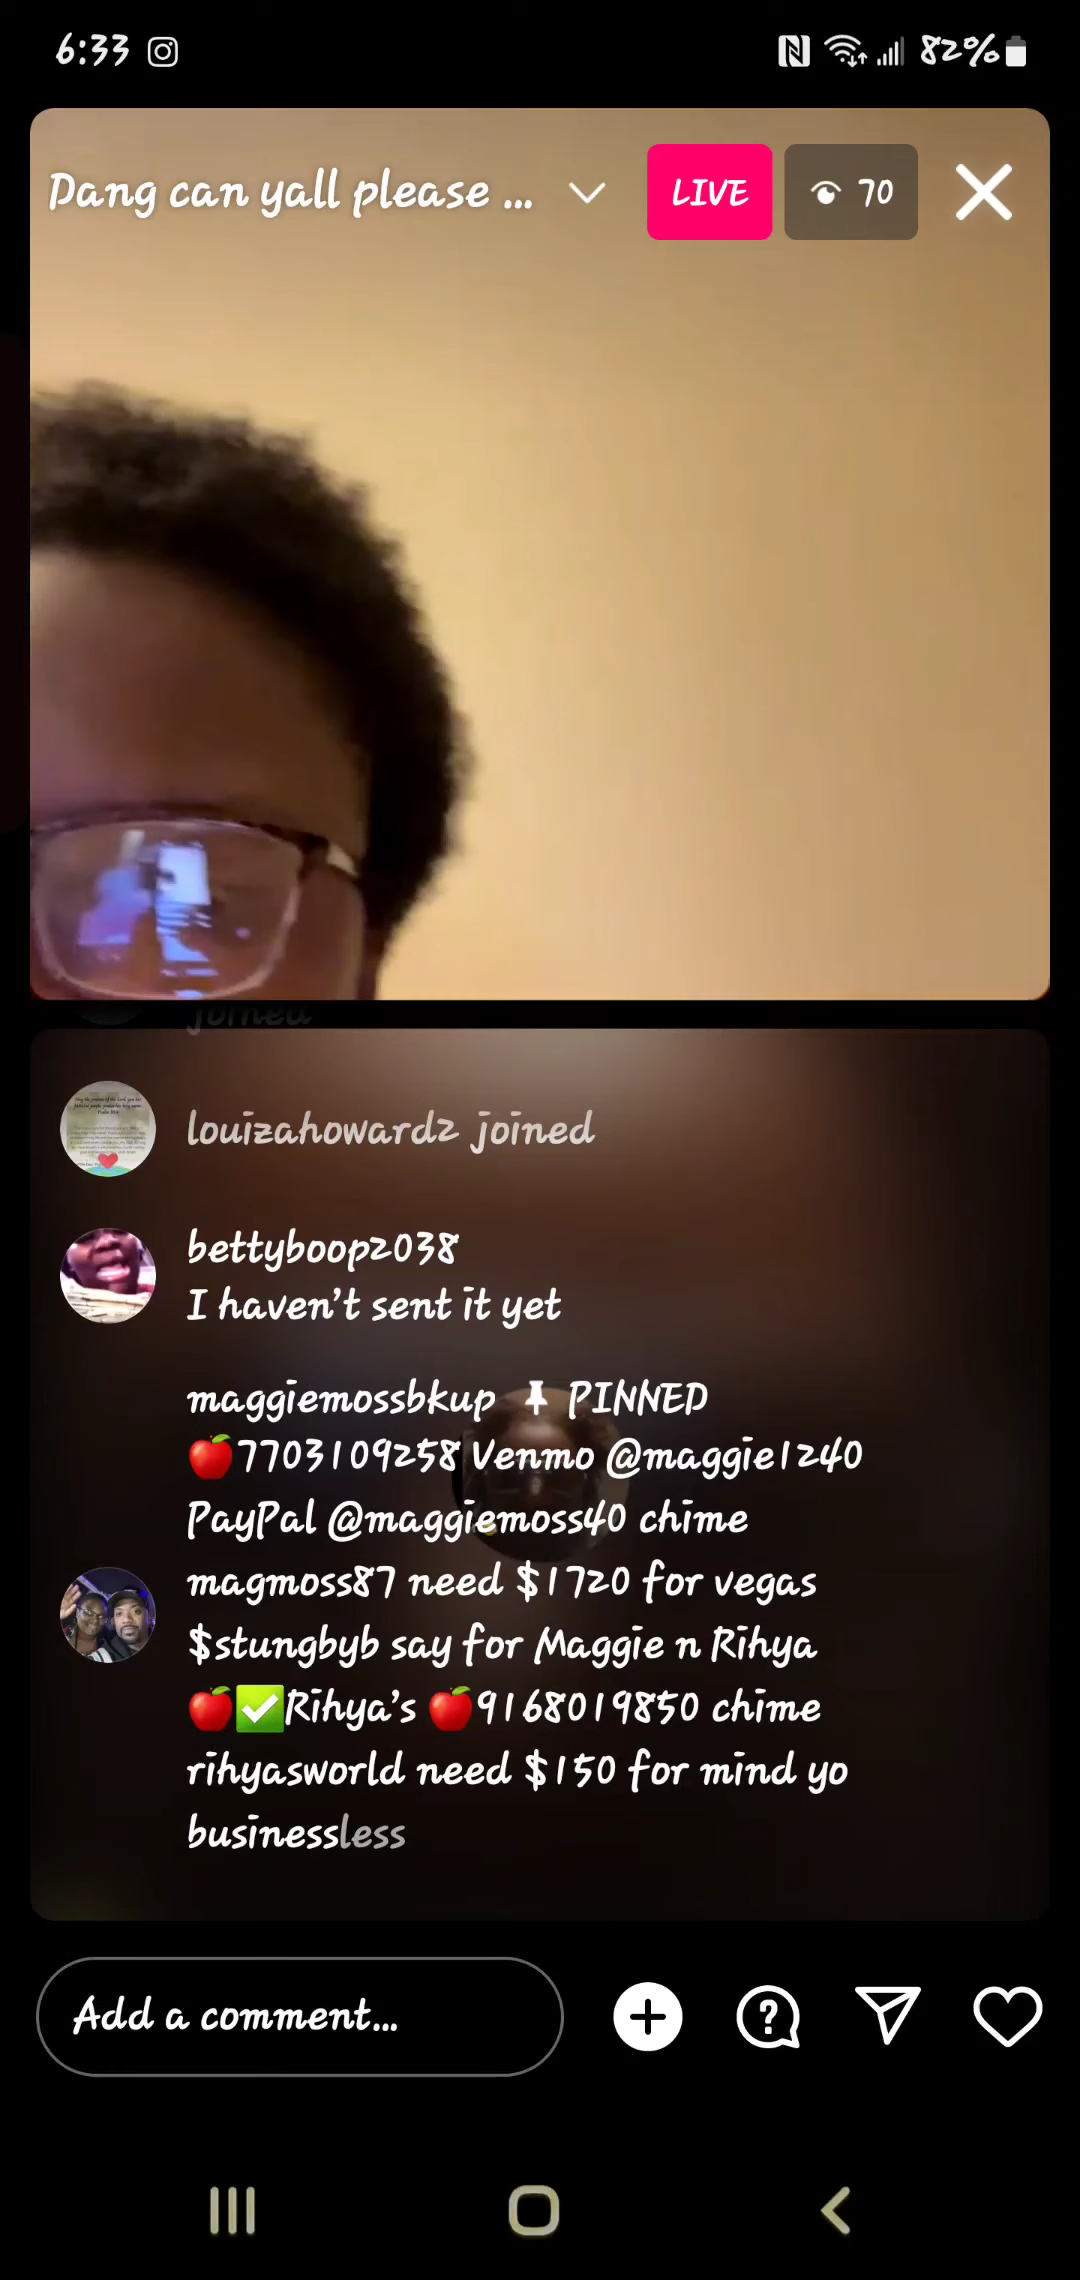 6:33
82%
Dang can yall please ...
LIVE
70
joined
louizahoward2 joined
bettyboop2038
I haven't sent it yet
maggiemossbkup PINNED
🍎7703109258 Venmo @maggie1240
PayPal @maggiemoss40 chime
magmoss87 need $1720 for vegas
$stungbyb say for Maggie n Rihya
🍎✅Rihya's 🍎9168019850 chime
rihyasworld need $150 for mind yo
businessless
Add a comment...